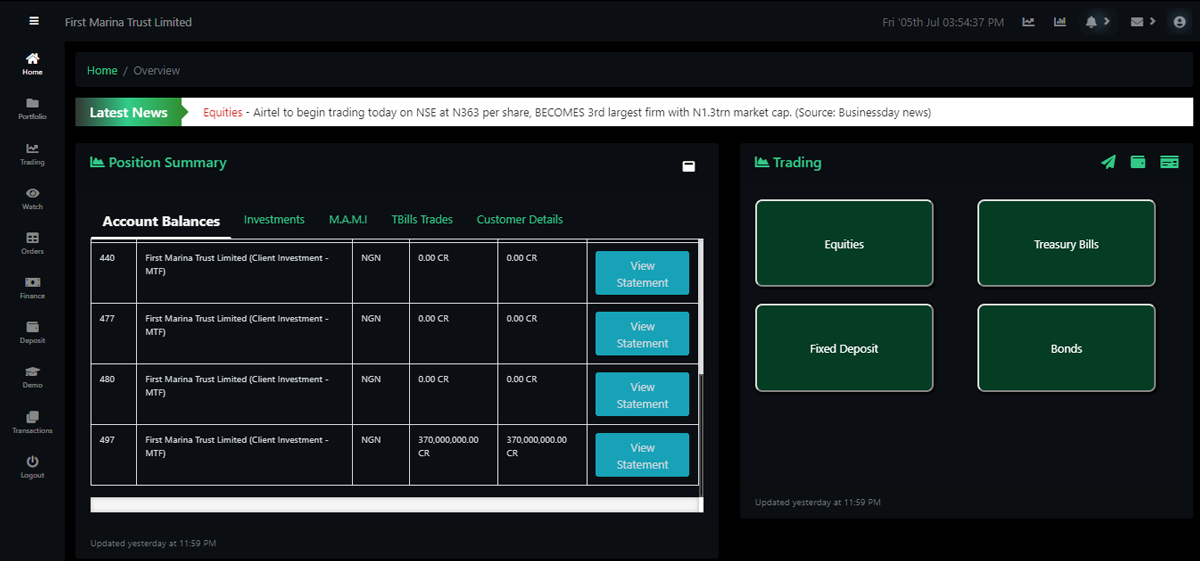 First Marina Trust Limited
Fri '05th Jul 03:54:37 PM
Home
Portfolio
Trading
Watch
Orders
Finance
Deposit
Demo
Transactions
Logout
Home / Overview
Latest News
Equities - Airtel to begin trading today on NSE at N363 per share, BECOMES 3rd largest firm with N1.3trn market cap. (Source: Businessday news)
Position Summary
Account Balances Investments M.A.M.I TBills Trades Customer Details
440 First Marina Trust Limited (Client Investment - NGN 0.00 CR 0.00 CR View
MTF) Statement
477 First Marina Trust Limited (Client Investment - NGN 0.00 CR 0.00 CR View
MTF) Statement
480 First Marina Trust Limited (Client Investment - NGN 0.00 CR 0.00 CR View
MTF) Statement
497 First Marina Trust Limited (Client Investment - NGN 370,000,000.00 370,000,000.00 View
MTF) CR CR Statement
Updated yesterday at 11:59 PM
Trading
Equities Treasury Bills
Fixed Deposit Bonds
Updated yesterday at 11:59 PM